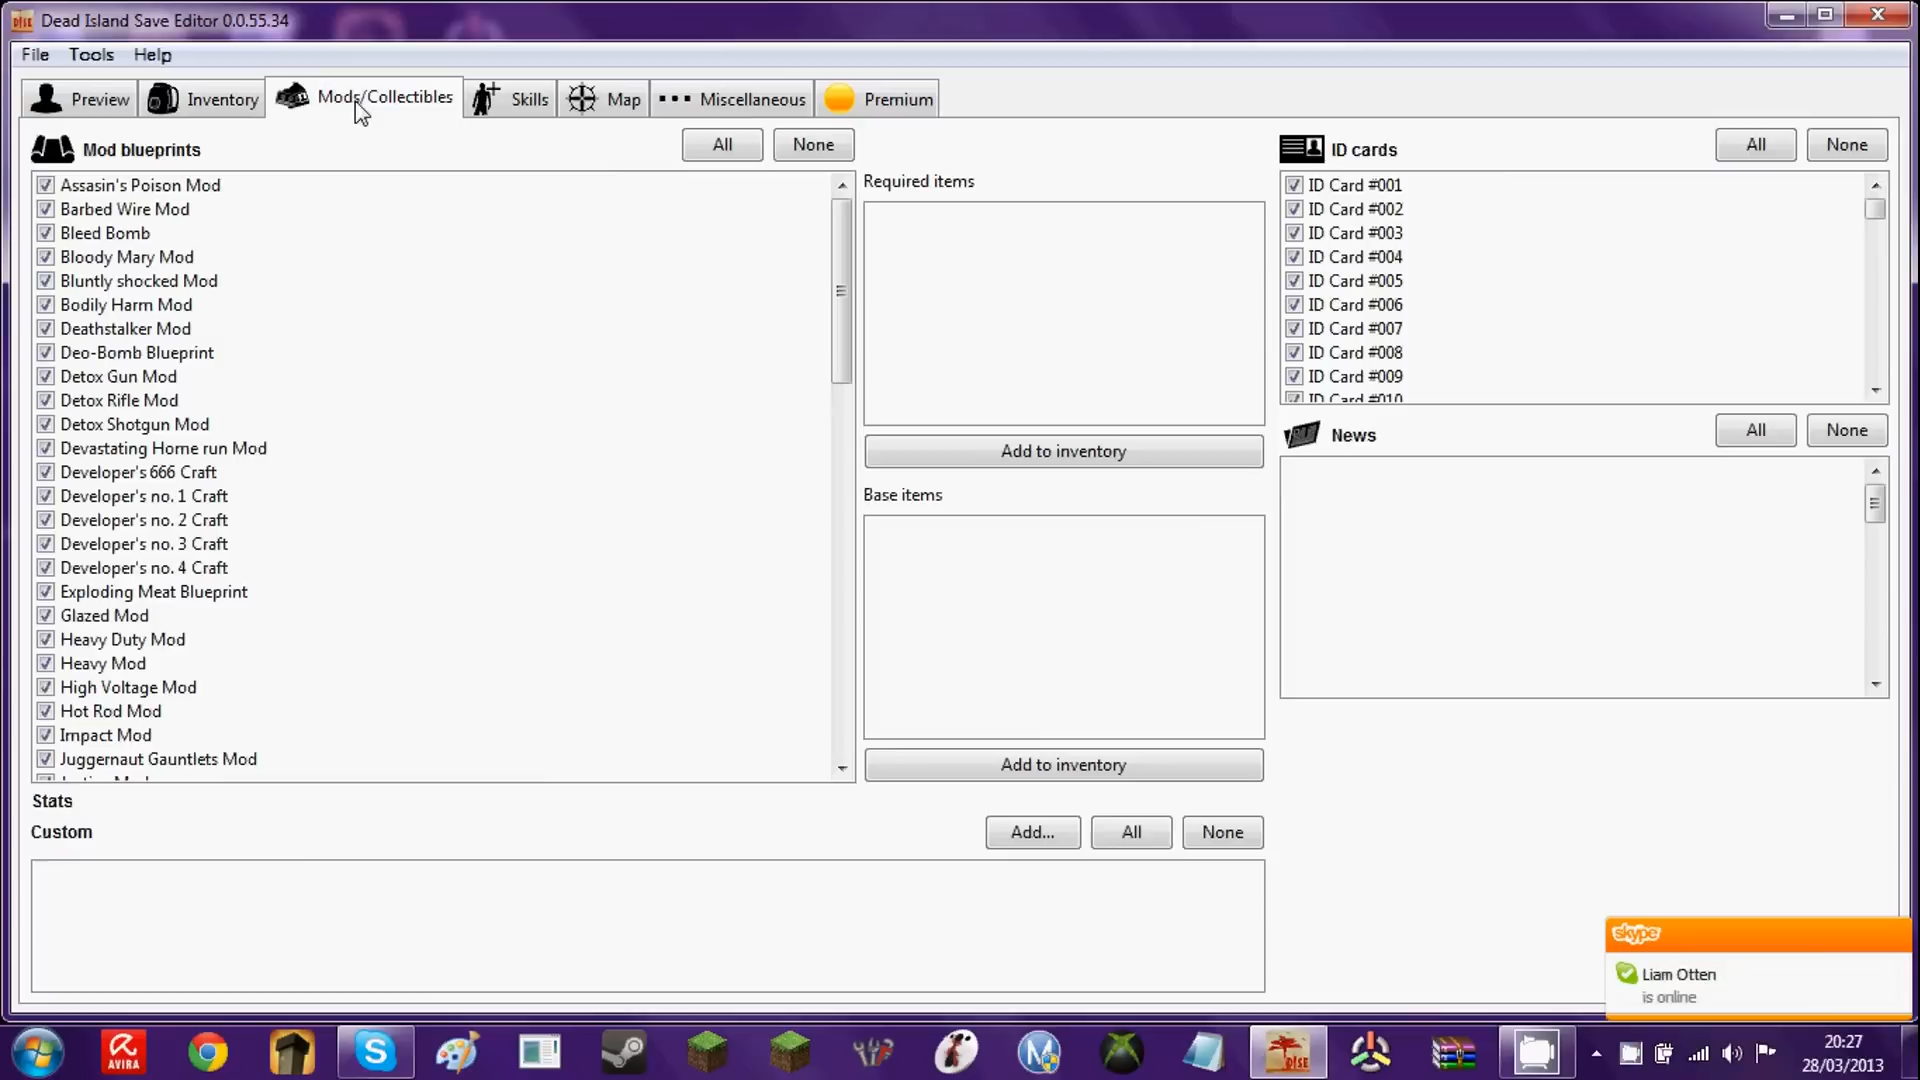 Dead Island Save Editor 0.0.55.34
File Tools Help
Preview Inventory Mods/Collectibles Skills Map Miscellaneous Premium
Mod blueprints All None
Assasin's Poison Mod
Barbed Wire Mod
Bleed Bomb
Bloody Mary Mod
Bluntly shocked Mod
Bodily Harm Mod
Deathstalker Mod
Deo-Bomb Blueprint
Detox Gun Mod
Detox Rifle Mod
Detox Shotgun Mod
Devastating Home run Mod
Developer's 666 Craft
Developer's no. 1 Craft
Developer's no. 2 Craft
Developer's no. 3 Craft
Developer's no. 4 Craft
Exploding Meat Blueprint
Glazed Mod
Heavy Duty Mod
Heavy Mod
High Voltage Mod
Hot Rod Mod
Impact Mod
Juggernaut Gauntlets Mod
Required items
Add to inventory
Base items
Add to inventory
ID cards All None
ID Card #001
ID Card #002
ID Card #003
ID Card #004
ID Card #005
ID Card #006
ID Card #007
ID Card #008
ID Card #009
ID Card #010
News All None
Stats
Custom Add... All None
skype
Liam Otten
is online
AVIRA
DISE
20:27
28/03/2013